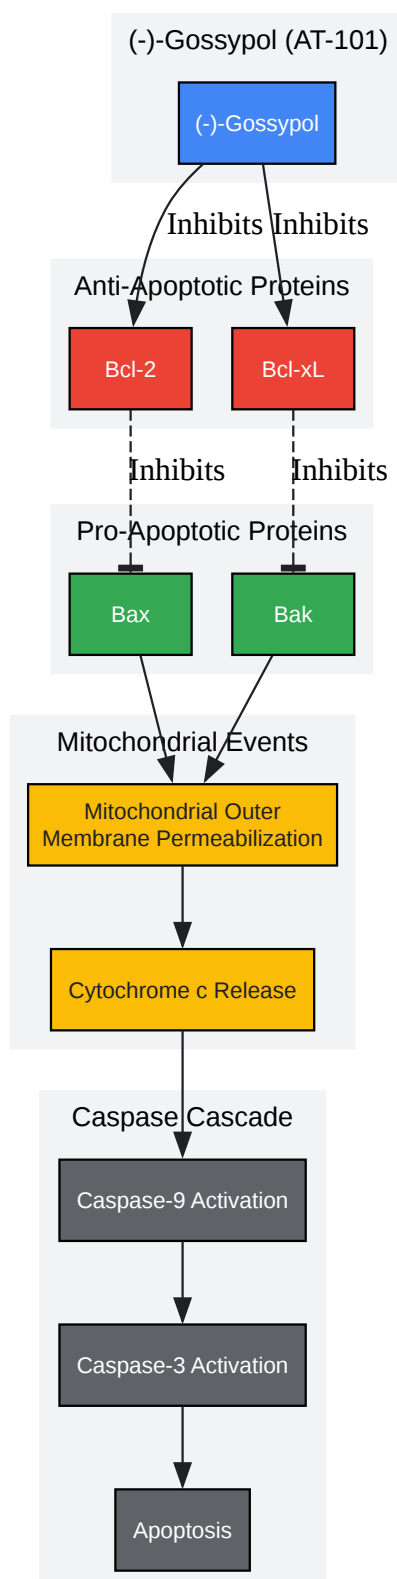 (-)-Gossypol (AT-101)
(-)-Gossypol
Inhibits
Inhibits
Anti-Apoptotic Proteins
Bcl-2
Bcl-xL
Inhibits
Inhibits
Pro-Apoptotic Proteins
Bax
Bak
Mitochondrial Events
Mitochondrial Outer
Membrane Permeabilization
Cytochrome c Release
Caspase Cascade
Caspase-9 Activation
Caspase-3 Activation
Apoptosis